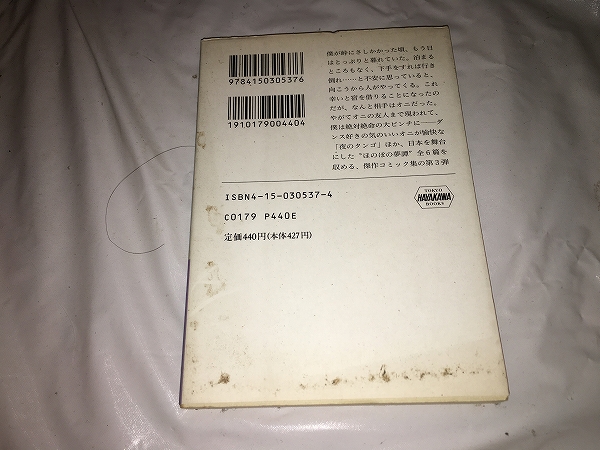 9784150305376
1910179004404
僕が峠にさしかかった頃、もう日
はとっぷりと暮れていた。泊まる
ところもなく、下手をすれば行き
倒れ……と不安に思っていると、
向こうから人がやってくる。これ
幸いと宿を借りることになったの
だが、なんと相手はオニだった。
やがてオニの友人まで現われて、
僕は絶対絶命の大ピンチに――ダ
ンス好きの気のいいオニが愉快な
「夜のタンゴ」ほか、日本を舞台
にした“ほのぼの夢譚”全6篇を
収める、傑作コミック集の第3弾
ISBN4-15-030537-4
C0179 P440E
定価440円(本体427円)
TOKYO
HAYAKAWA
BOOKS